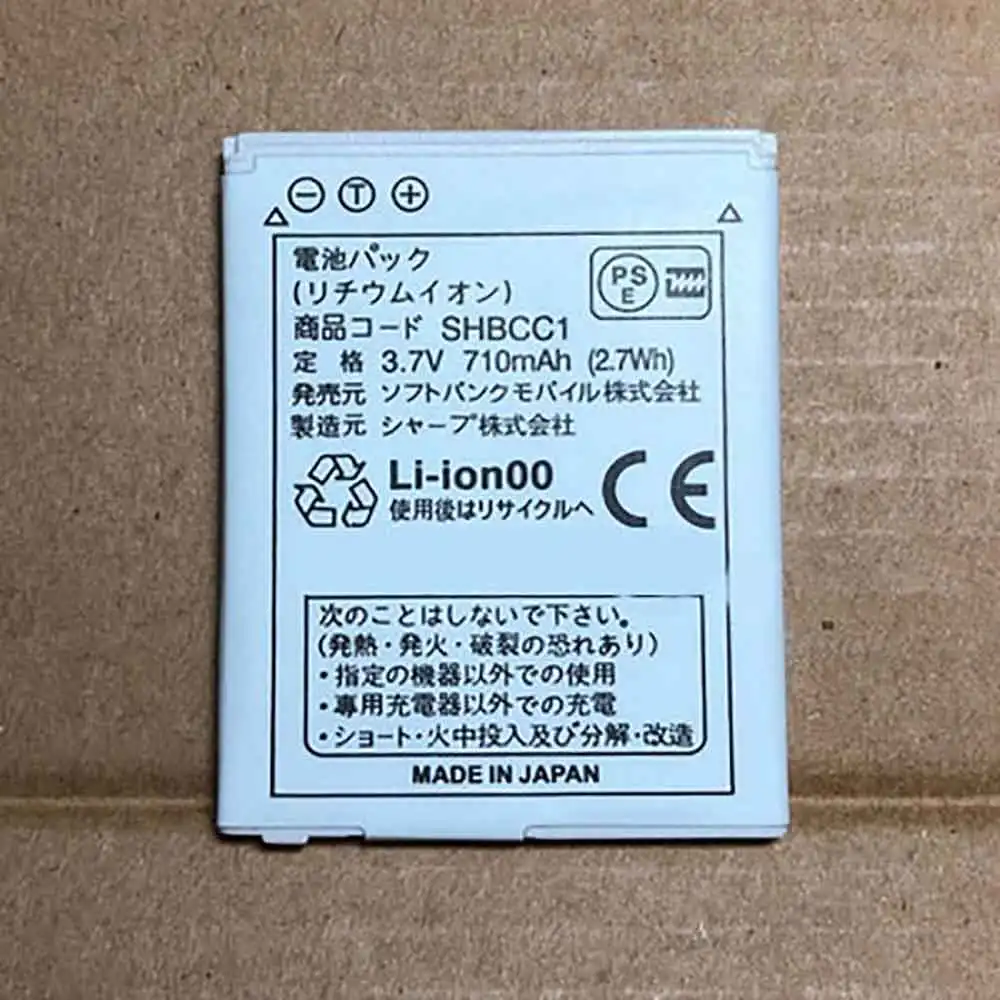 − T +
電池パック
(リチウムイオン)
PS
E
商品コード SHBCC1
定 格 3.7V 710mAh (2.7Wh)
発売元 ソフトバンクモバイル株式会社
製造元 シャープ株式会社
Li-ion00
使用後はリサイクルへ
CE
次のことはしないで下さい。
(発熱・発火・破裂の恐れあり)
・指定の機器以外での使用
・専用充電器以外での充電
・ショート・火中投入及び分解・改造
MADE IN JAPAN